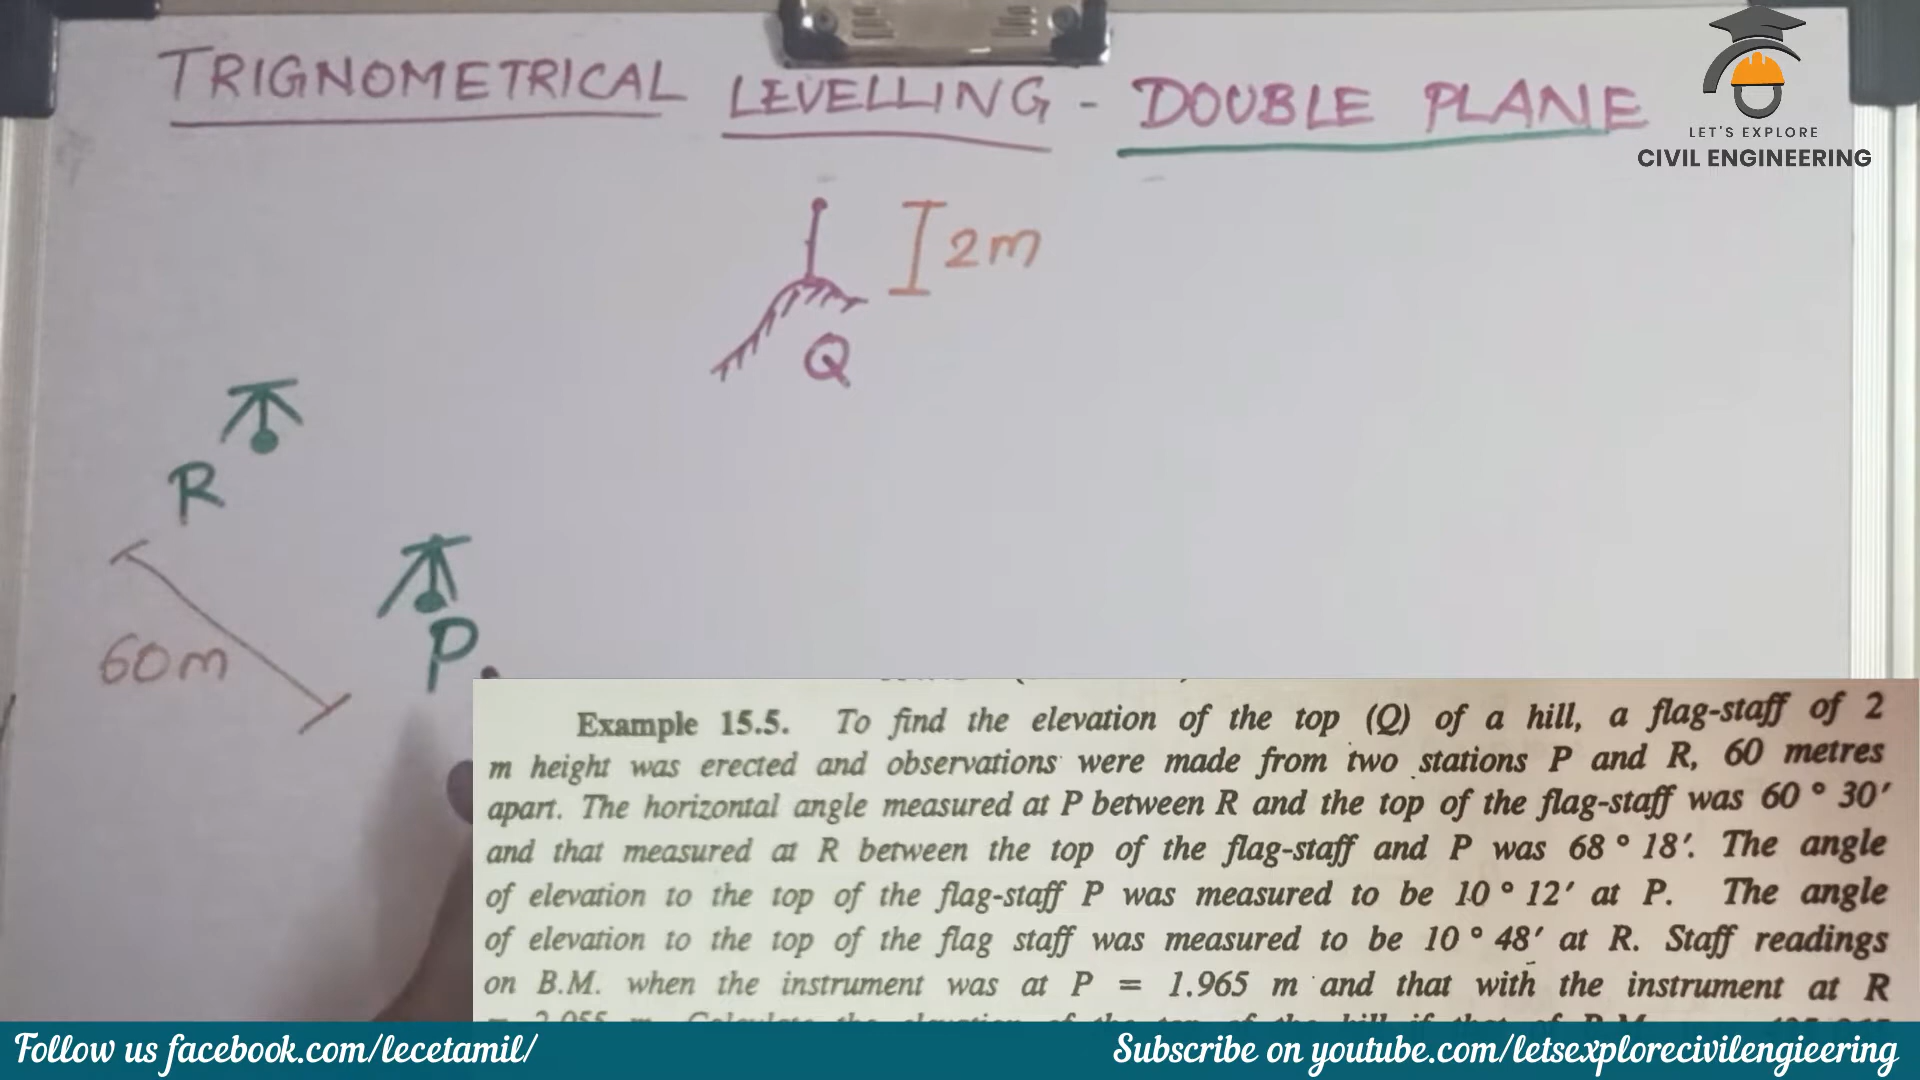 TRIGNOMETRICAL LEVELLING - DOUBLE PLANE
LET'S EXPLORE
CIVIL ENGINEERING
2m
Q
R
P
60m
Example 15.5. To find the elevation of the top (Q) of a hill, a flag-staff of 2
m height was erected and observations were made from two stations P and R, 60 metres
apart. The horizontal angle measured at P between R and the top of the flag-staff was 60 ° 30′
and that measured at R between the top of the flag-staff and P was 68 ° 18′. The angle
of elevation to the top of the flag-staff P was measured to be 10 ° 12′ at P. The angle
of elevation to the top of the flag staff was measured to be 10 ° 48′ at R. Staff readings
on B.M. when the instrument was at P = 1.965 m and that with the instrument at R
Follow us facebook.com/lecetamil/
Subscribe on youtube.com/letsexplorecivilengieering